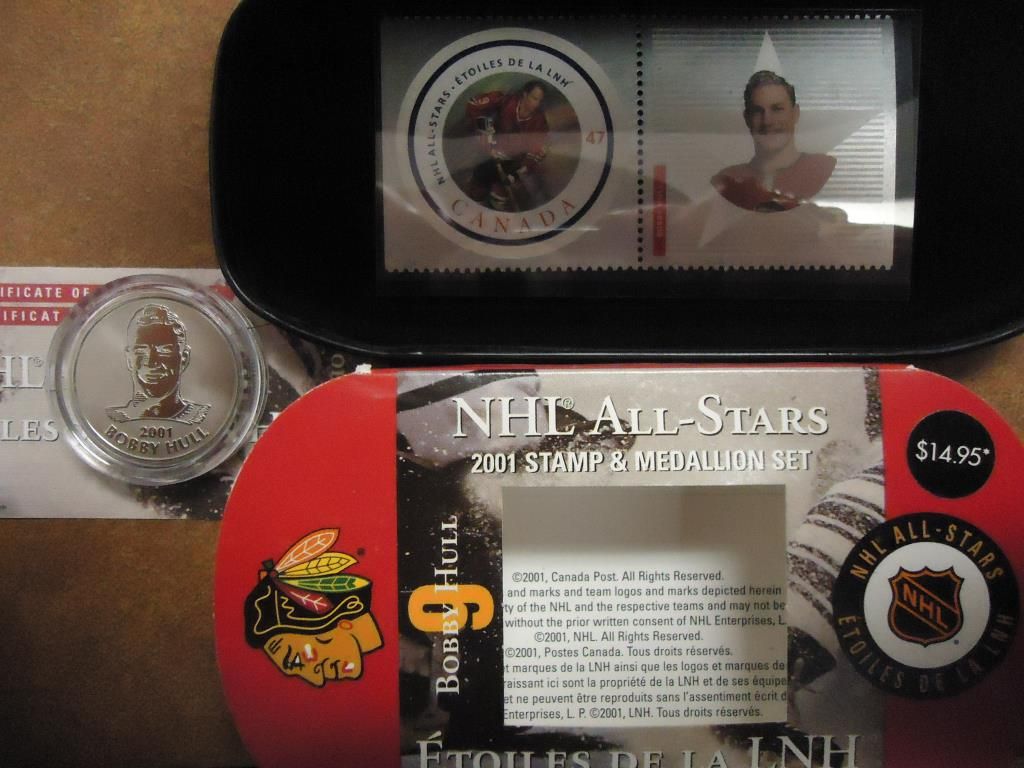 NHL ALL-STARS · ÉTOILES DE LA LNH
47
CANADA
IFICATE OF
IFICAT
HL®
LES
2001
BOBBY HULL
NHL® ALL-STARS
2001 STAMP & MEDALLION SET
$14.95*
BOBBY HULL
9
©2001, Canada Post. All Rights Reserved.
and marks and team logos and marks depicted herein
ty of the NHL and the respective teams and may not be
without the prior written consent of NHL Enterprises, L.
©2001, NHL. All Rights Reserved.
©2001, Postes Canada. Tous droits réservés.
t marques de la LNH ainsi que les logos et marques de
raissant ici sont la propriété de la LNH et de ses équipe
et ne peuvent être reproduits sans l'assentiment écrit d
Enterprises, L. P. ©2001, LNH. Tous droits réservés.
NHL ALL-STARS
NHL
ÉTOILES DE LA LNH
ÉTOILES DE LA LNH